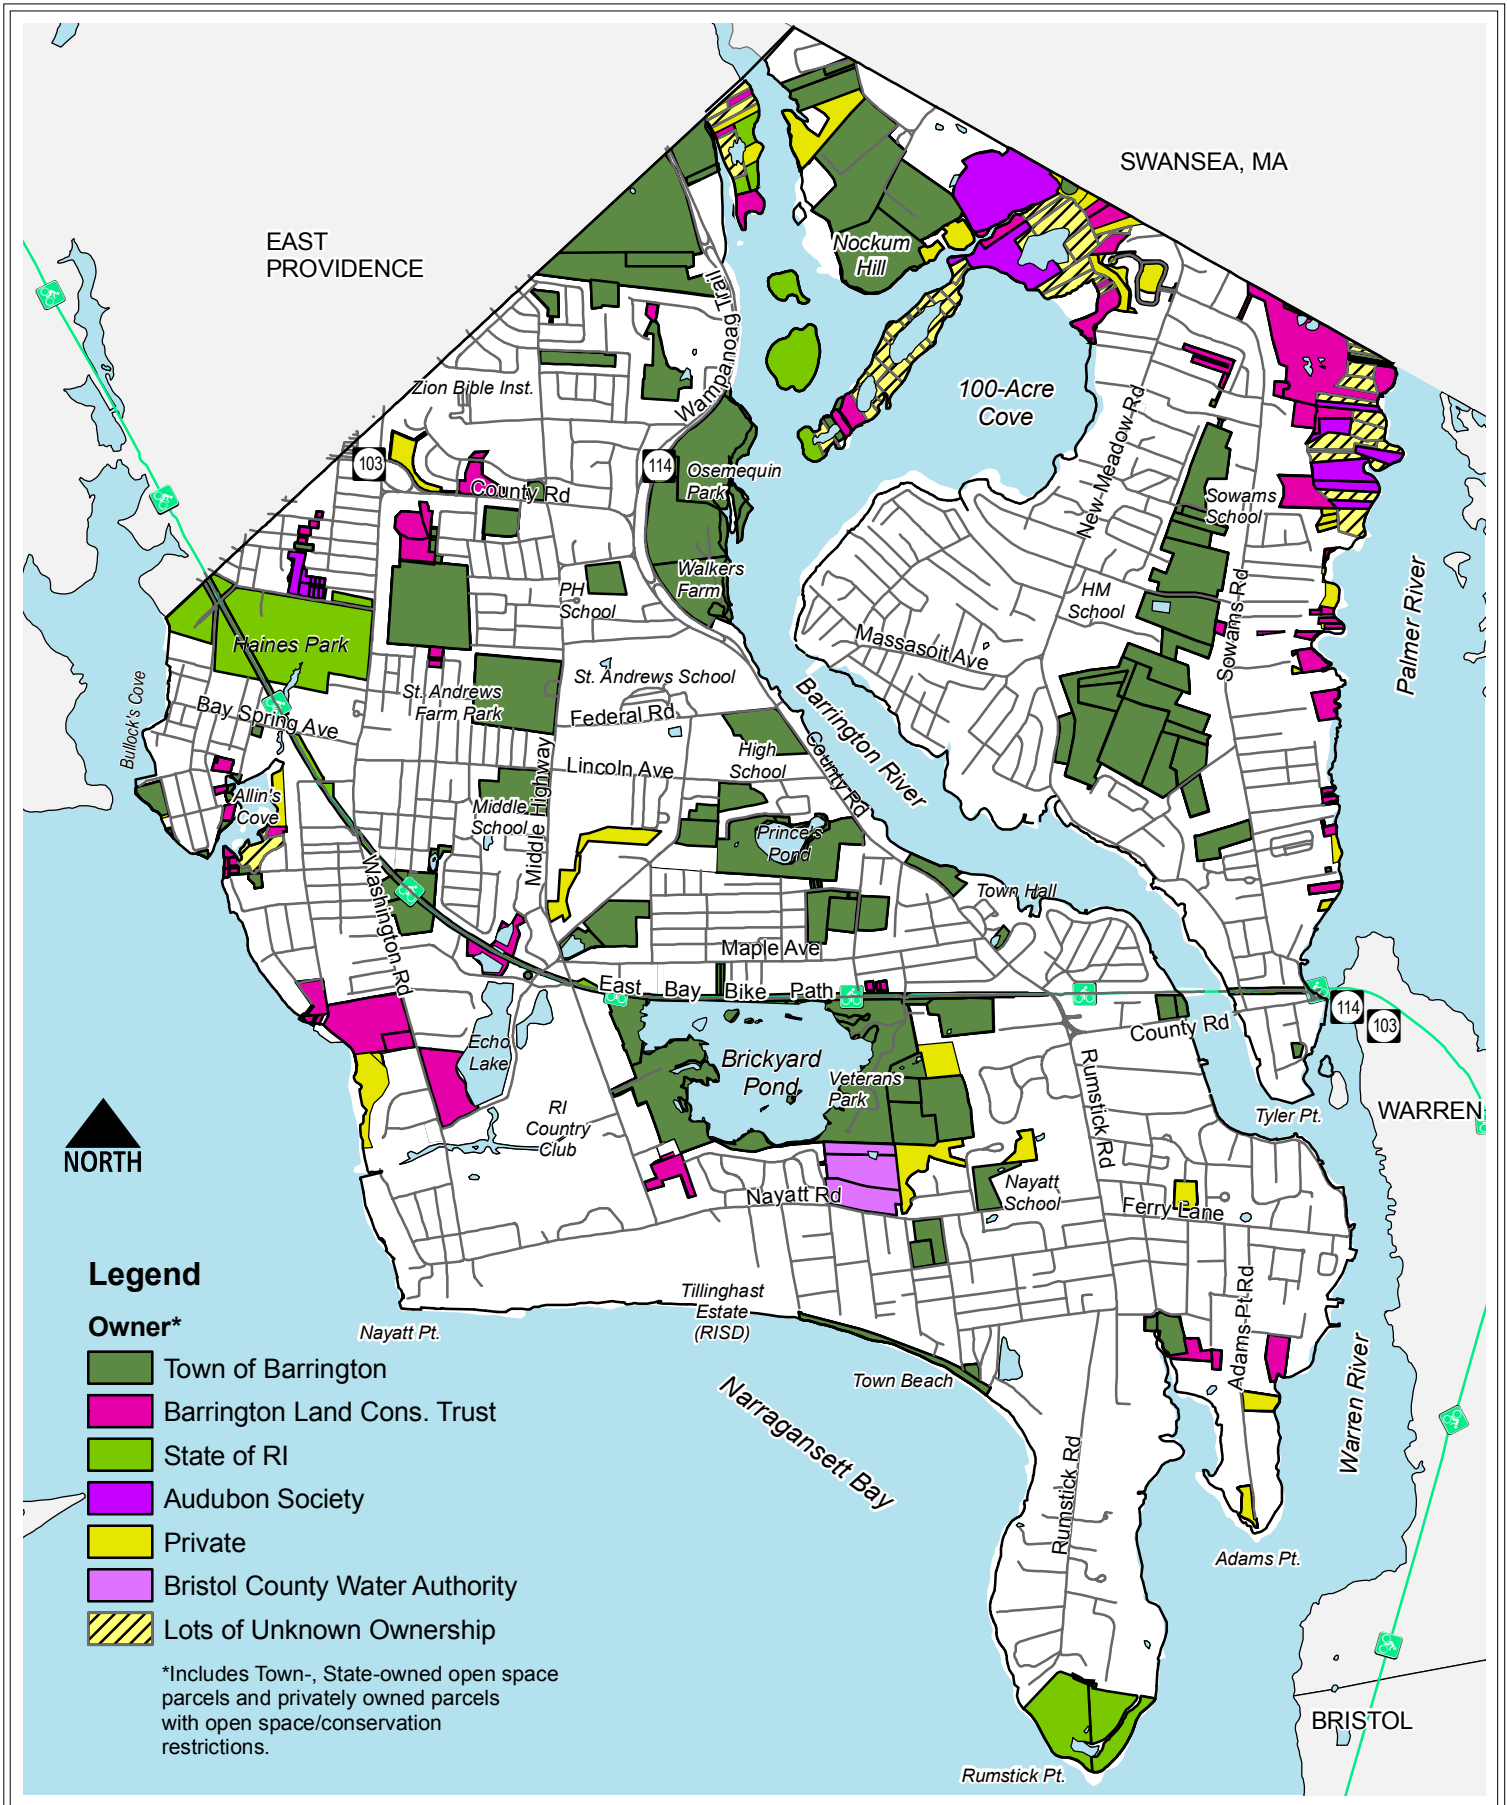 SWANSEA, MA
EAST
PROVIDENCE
Nockum
Hill
Wampanoag Trail
Zion Bible Inst.
100-Acre
Cove
New Meadow Rd
103
114
Osemequin
Park
County Rd
Sowams
School
Walkers
Farm
PH
School
HM
School
Sowams Rd
Palmer River
Haines Park
Massasoit Ave
St. Andrews School
St. Andrews
Farm Park
Bullock's Cove
Bay Spring Ave
Federal Rd
Barrington River
High
School
County Rd
Lincoln Ave
Allin's
Cove
Middle
School
Middle Highway
Prince's
Pond
Washington Rd
Town Hall
Maple Ave
East Bay Bike Path
114
103
County Rd
Echo
Lake
Brickyard
Pond
Veteran's
Park
Rumstick Rd
RI
Country
Club
Tyler Pt.
WARREN
NORTH
Nayatt Rd
Nayatt
School
Ferry Lane
Legend
Owner*
Town of Barrington
Barrington Land Cons. Trust
State of RI
Audubon Society
Private
Bristol County Water Authority
Lots of Unknown Ownership
*Includes Town-, State-owned open space
parcels and privately owned parcels
with open space/conservation
restrictions.
Tillinghast
Estate
(RISD)
Nayatt Pt.
Town Beach
Narragansett Bay
Adams Pt Rd
Warren River
Rumstick Rd
Adams Pt.
BRISTOL
Rumstick Pt.